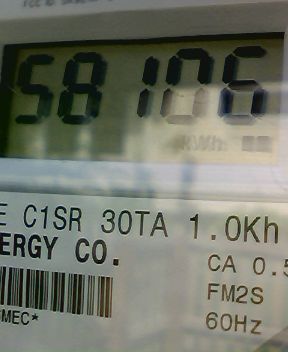 58106
kWh
E C1SR 30TA 1.0Kh
ERGY CO.
CA 0.5
FM2S
MEC*
60Hz